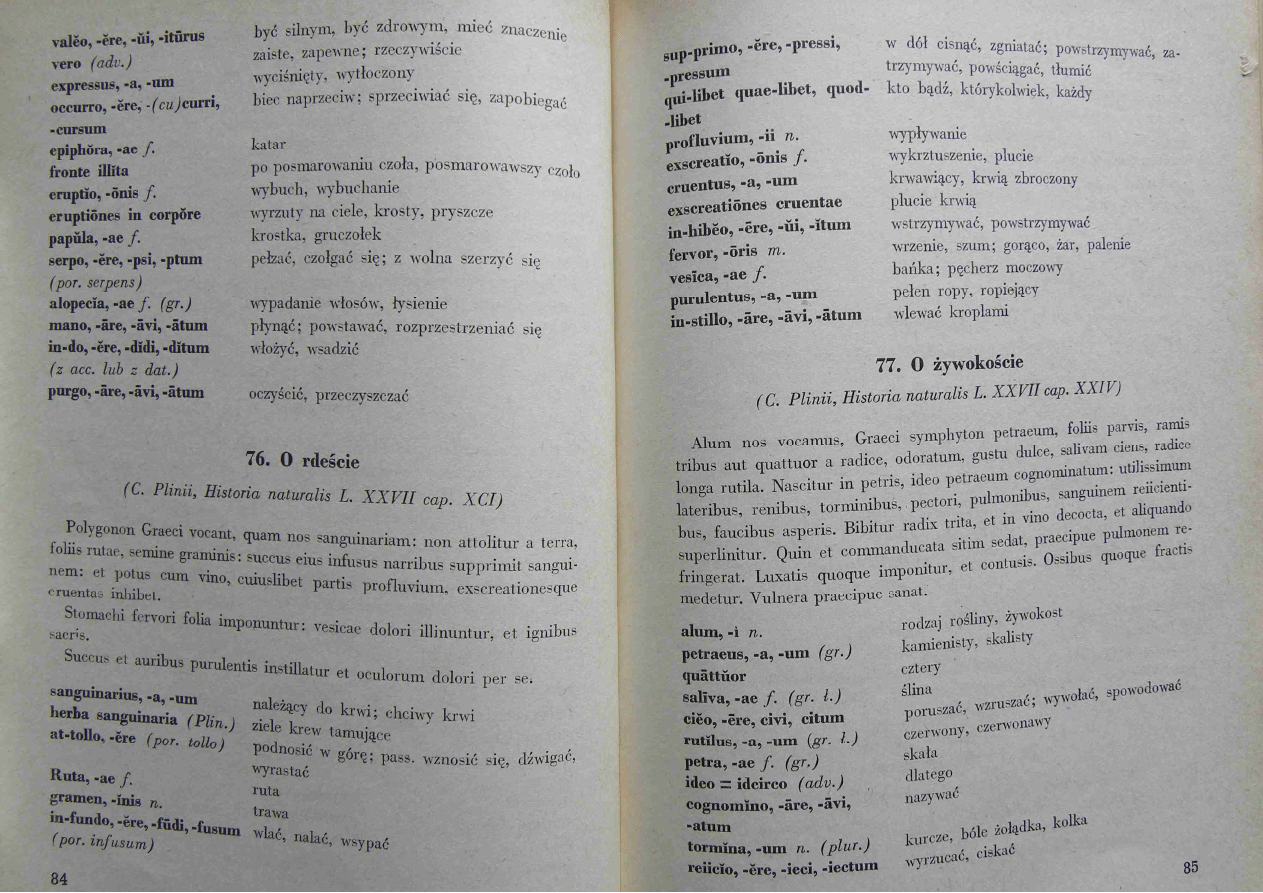 valĕo, -ēre, -ŭi, -itūrus być silnym, być zdrowym, mieć znaczenie
vero (adv.) zaiste, zapewne; rzeczywiście
expressus, -a, -um wyciśnięty, wytłoczony
occurro, -ĕre, -(cu)curri, biec naprzeciw; sprzeciwiać się, zapobiegać
-cursum
epiphŏra, -ae f. katar
fronte illĭta po posmarowaniu czoła, posmarowawszy czoło
eruptĭo, -ōnis f. wybuch, wybuchanie
eruptiōnes in corpŏre wyrzuty na ciele, krosty, pryszcze
papŭla, -ae f. krostka, gruczołek
serpo, -ĕre, -psi, -ptum pełzać, czołgać się; z wolna szerzyć się
(por. serpens)
alopecĭa, -ae f. (gr.) wypadanie włosów, łysienie
mano, -āre, -āvi, -ātum płynąć; powstawać, rozprzestrzeniać się
in-do, -ĕre, -dĭdi, -dĭtum włożyć, wsadzić
(z acc. lub z dat.)
purgo, -āre, -āvi, -ātum oczyścić, przeczyszczać
76. O rdeście
(C. Plinii, Historia naturalis L. XXVII cap. XCI)
Polygonon Graeci vocant, quam nos sanguinariam: non attolitur a terra,
foliis rutae, semine graminis: succus eius infusus narribus supprimit sangui-
nem: et potus cum vino, cuiuslibet partis profluvium, exscreationesque
cruentas inhibet.
Stomachi fervori folia imponuntur: vesicae dolori illinuntur, et ignibus
sacris.
Succus et auribus purulentis instillatur et oculorum dolori per se.
sanguinarius, -a, -um należący do krwi; chciwy krwi
herba sanguinaria (Plin.) ziele krew tamujące
at-tollo, -ĕre (por. tollo) podnosić w górę; pass. wznosić się, dźwigać,
wyrastać
Ruta, -ae f. ruta
gramen, -ĭnis n. trawa
in-fundo, -ĕre, -fūdi, -fusum wlać, nalać, wsypać
(por. infusum)
84
sup-primo, -ĕre, -pressi, w dół cisnąć, zgniatać; powstrzymywać, za-
-pressum trzymywać, powściągać, tłumić
qui-libet quae-libet, quod- kto bądź, którykolwiek, każdy
-libet
profluvium, -ii n. wypływanie
exscreatĭo, -ōnis f. wykrztuszenie, plucie
cruentus, -a, -um krwawiący, krwią zbroczony
exscreatiōnes cruentae plucie krwią
in-hibĕo, -ēre, -ŭi, -ĭtum wstrzymywać, powstrzymywać
fervor, -ōris m. wrzenie, szum; gorąco, żar, palenie
vesīca, -ae f. bańka; pęcherz moczowy
purulentus, -a, -um pełen ropy, ropiejący
in-stillo, -āre, -āvi, -ātum wlewać kroplami
77. O żywokoście
(C. Plinii, Historia naturalis L. XXVII cap. XXIV)
Alum nos vocamus, Graeci symphyton petraeum, foliis parvis, ramis
tribus aut quattuor a radice, odoratum, gustu dulce, salivam ciens, radice
longa rutila. Nascitur in petris, ideo petraeum cognominatum: utilissimum
lateribus, renibus, torminibus, pectori, pulmonibus, sanguinem reiicienti-
bus, faucibus asperis. Bibitur radix trita, et in vino decocta, et aliquando
superlinitur. Quin et commanducata sitim sedat, praecipue pulmonem re-
fringerat. Luxatis quoque imponitur, et contusis. Ossibus quoque fractis
medetur. Vulnera praecipue sanat.
alum, -i n. rodzaj rośliny, żywokost
petraeus, -a, -um (gr.) kamienisty, skalisty
quāttŭor cztery
salīva, -ae f. (gr. ł.) ślina
ciĕo, -ēre, civi, citum poruszać, wzruszać; wywołać, spowodować
rutĭlus, -a, -um (gr. ł.) czerwony, czerwonawy
petra, -ae f. (gr.) skała
ideo = idcirco (adv.) dlatego
cognomĭno, -āre, -āvi, nazywać
-atum
tormĭna, -um n. (plur.) kurcze, bóle żołądka, kolka
reiicĭo, -ĕre, -ieci, -iectum wyrzucać, ciskać
85